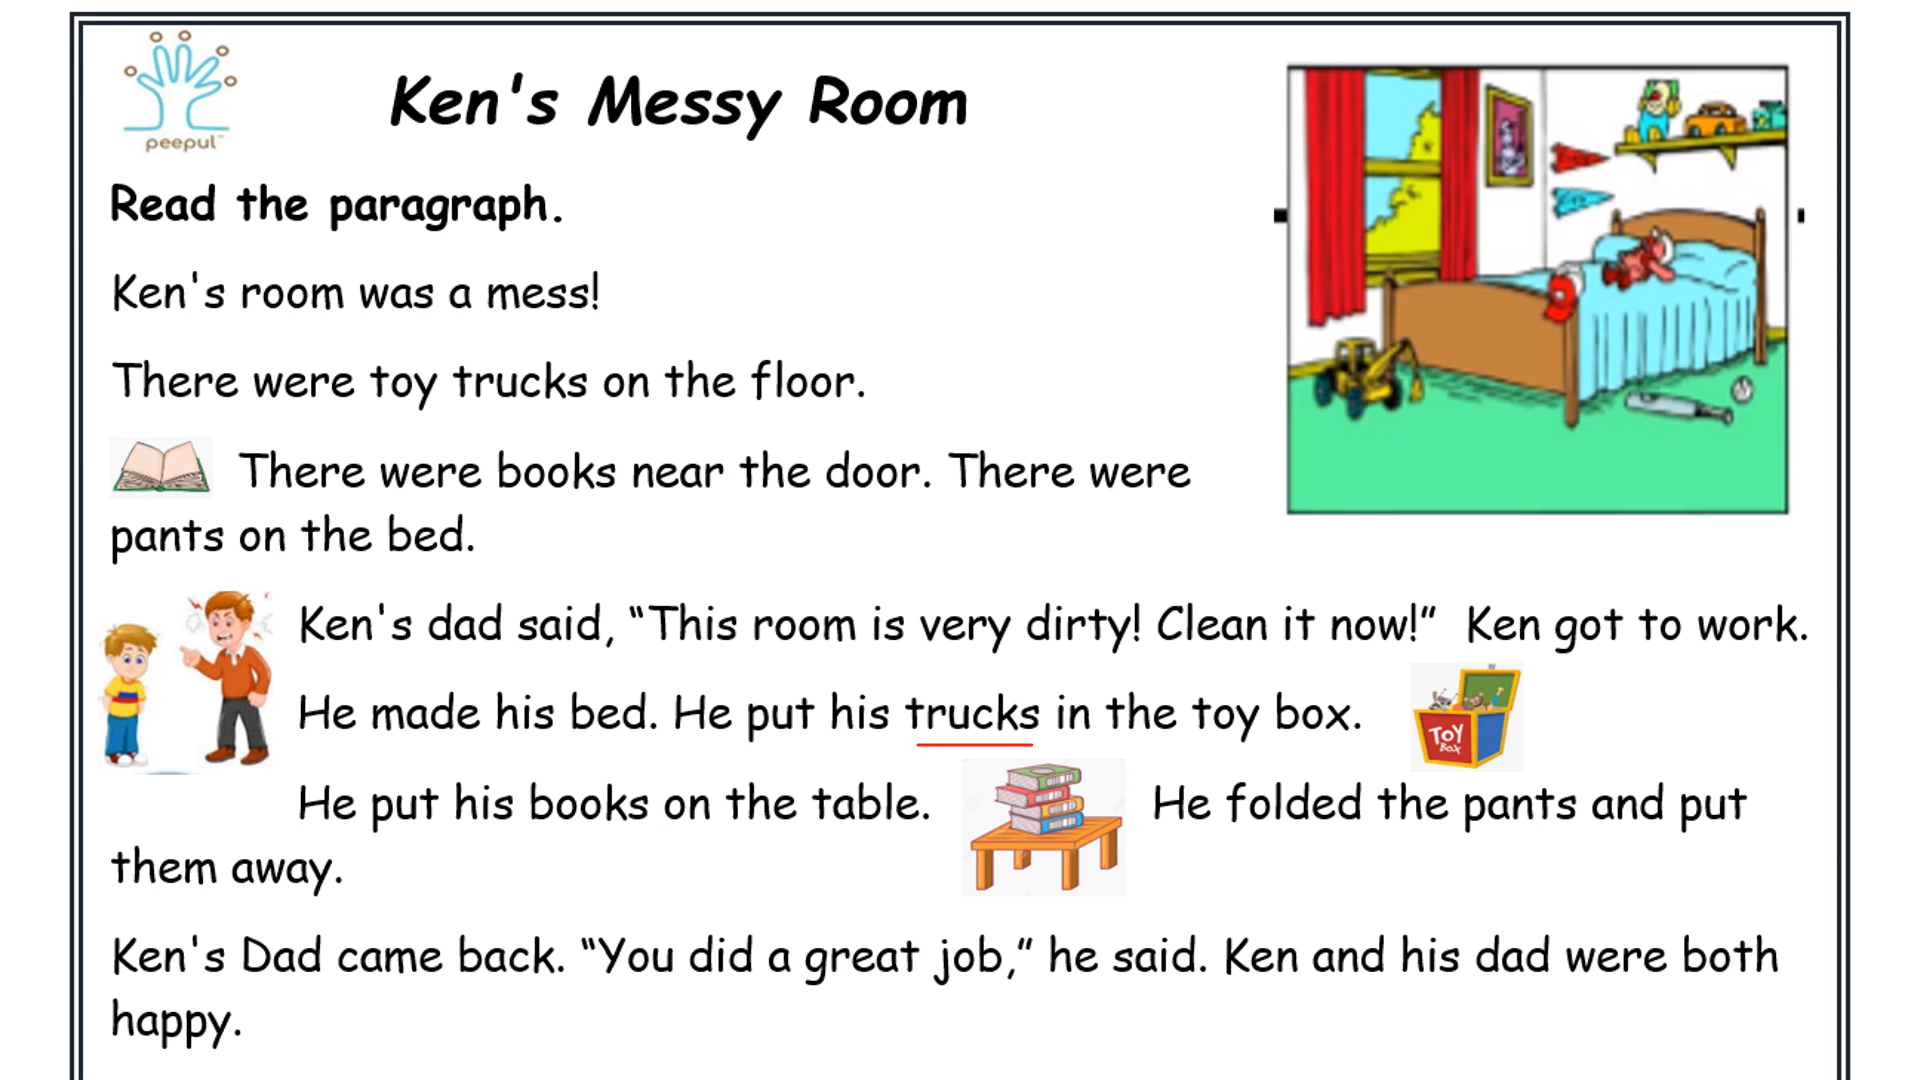 peepul™
Ken's Messy Room
Read the paragraph.
Ken's room was a mess!
There were toy trucks on the floor.
There were books near the door. There were
pants on the bed.
Ken's dad said, “This room is very dirty! Clean it now!” Ken got to work.
He made his bed. He put his trucks in the toy box.
TOY
BOX
He put his books on the table. He folded the pants and put
them away.
Ken's Dad came back. “You did a great job,” he said. Ken and his dad were both
happy.